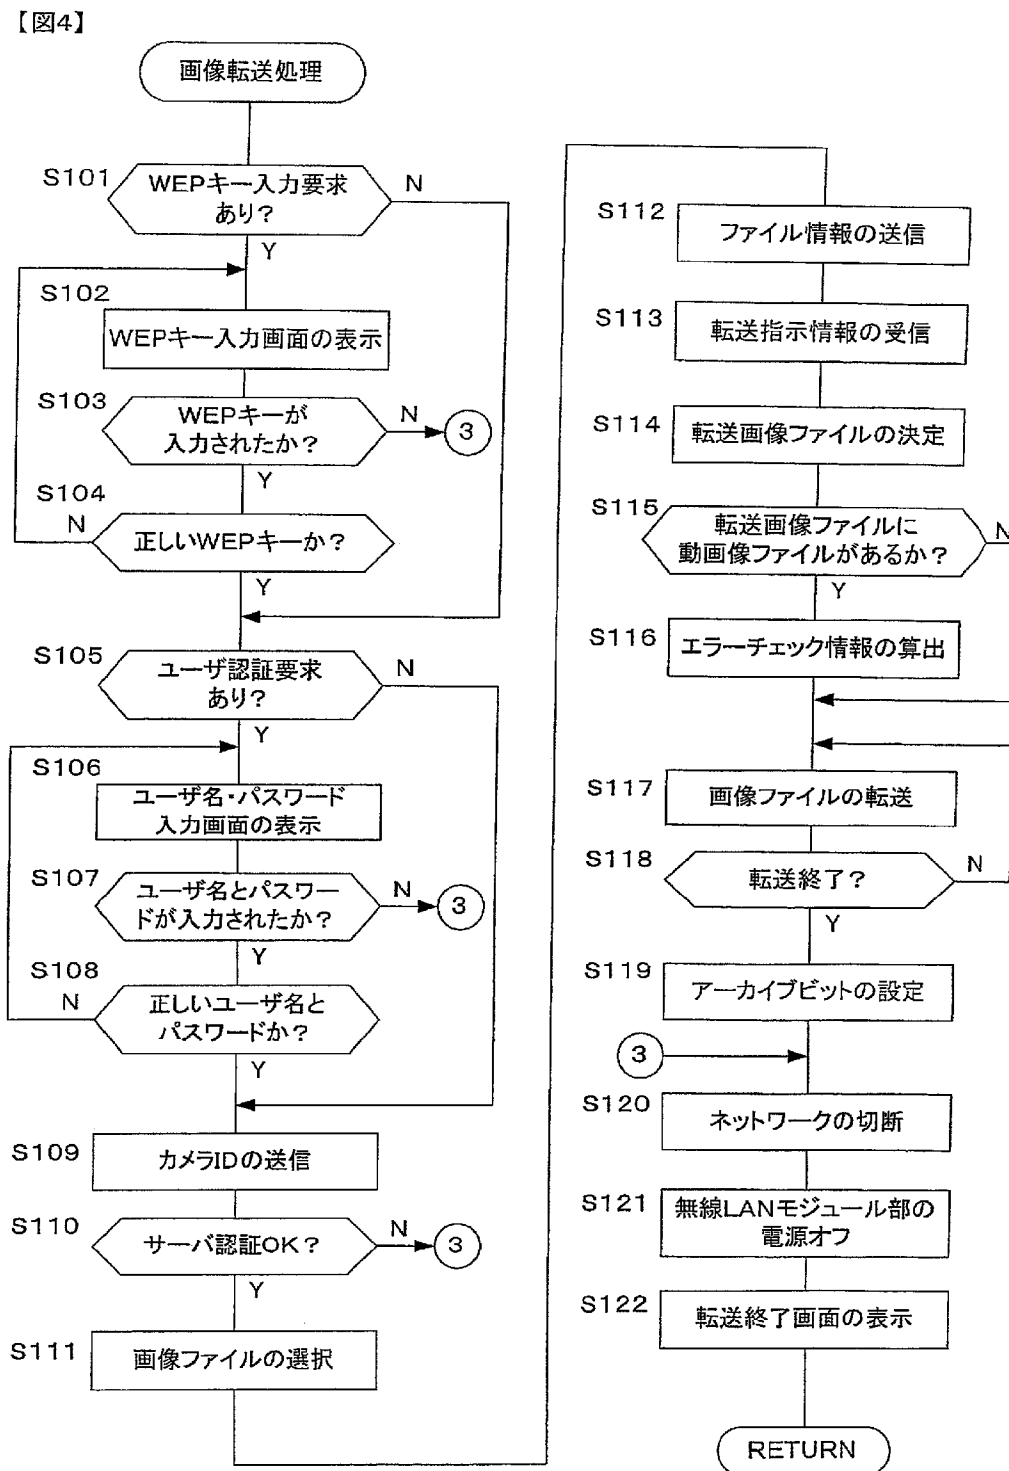 【図4】
画像転送処理
S101
WEPキー入力要求
あり?
N
Y
S102
WEPキー入力画面の表示
S103
WEPキーが
入力されたか?
N
3
Y
S104
N
正しいWEPキーか?
Y
S105
ユーザ認証要求
あり?
N
Y
S106
ユーザ名・パスワード
入力画面の表示
S107
ユーザ名とパスワー
ドが入力されたか?
N
3
Y
S108
N
正しいユーザ名と
パスワードか?
Y
S109
カメラIDの送信
S110
サーバ認証OK?
N
3
Y
S111
画像ファイルの選択
S112
ファイル情報の送信
S113
転送指示情報の受信
S114
転送画像ファイルの決定
S115
転送画像ファイルに
動画像ファイルがあるか?
N
Y
S116
エラーチェック情報の算出
S117
画像ファイルの転送
S118
転送終了?
N
Y
S119
アーカイブビットの設定
3
S120
ネットワークの切断
S121
無線LANモジュール部の
電源オフ
S122
転送終了画面の表示
RETURN